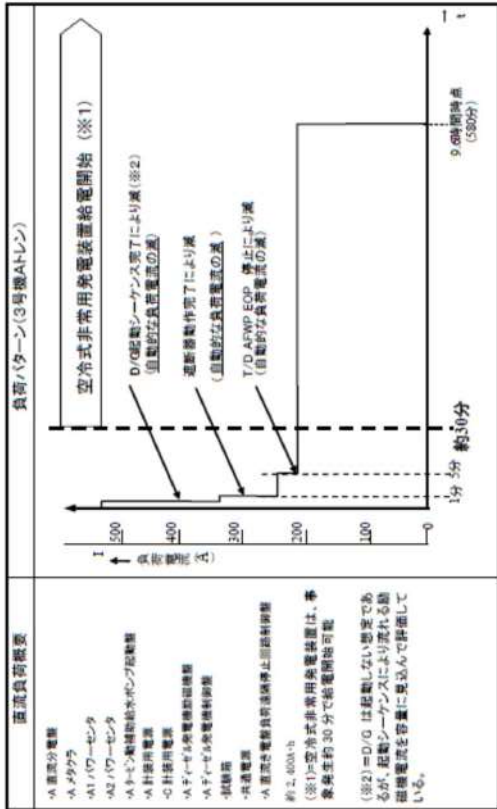 直流負荷概要
・A 直流分電盤
・A メタクラ
・A1 パワーセンタ
・A2 パワーセンタ
・Aタービン動補助給水ポンプ起動盤
・A 計装用電源
・C 計装用電源
・A ディーゼル発電機励磁機盤
・A ディーゼル発電機制御盤
・試験箱
・共通電源
・A 直流き電盤負荷遠隔停止回路制御盤
約 2,400A・h
(※1)=空冷式非常用発電装置は、事
象発生約 30 分で給電開始可能
(※2)=D/G は起動しない想定であ
るが、起動シーケンスにより流れる励
磁機電流を容量に見込んで評価して
いる。
負荷パターン(3号機Aトレン)
空冷式非常用発電装置給電開始 (※1)
D/G起動シーケンス完了により減(※2)
(自動的な負荷電流の減)
遮断器動作完了により減
(自動的な負荷電流の減 )
T/D AFWP EOP 停止により減
(自動的な負荷電流の減)
I
負荷電流 (A)
500
400
300
200
100
0
1分
5分
約30分
9.6時間時点
(580分)
t